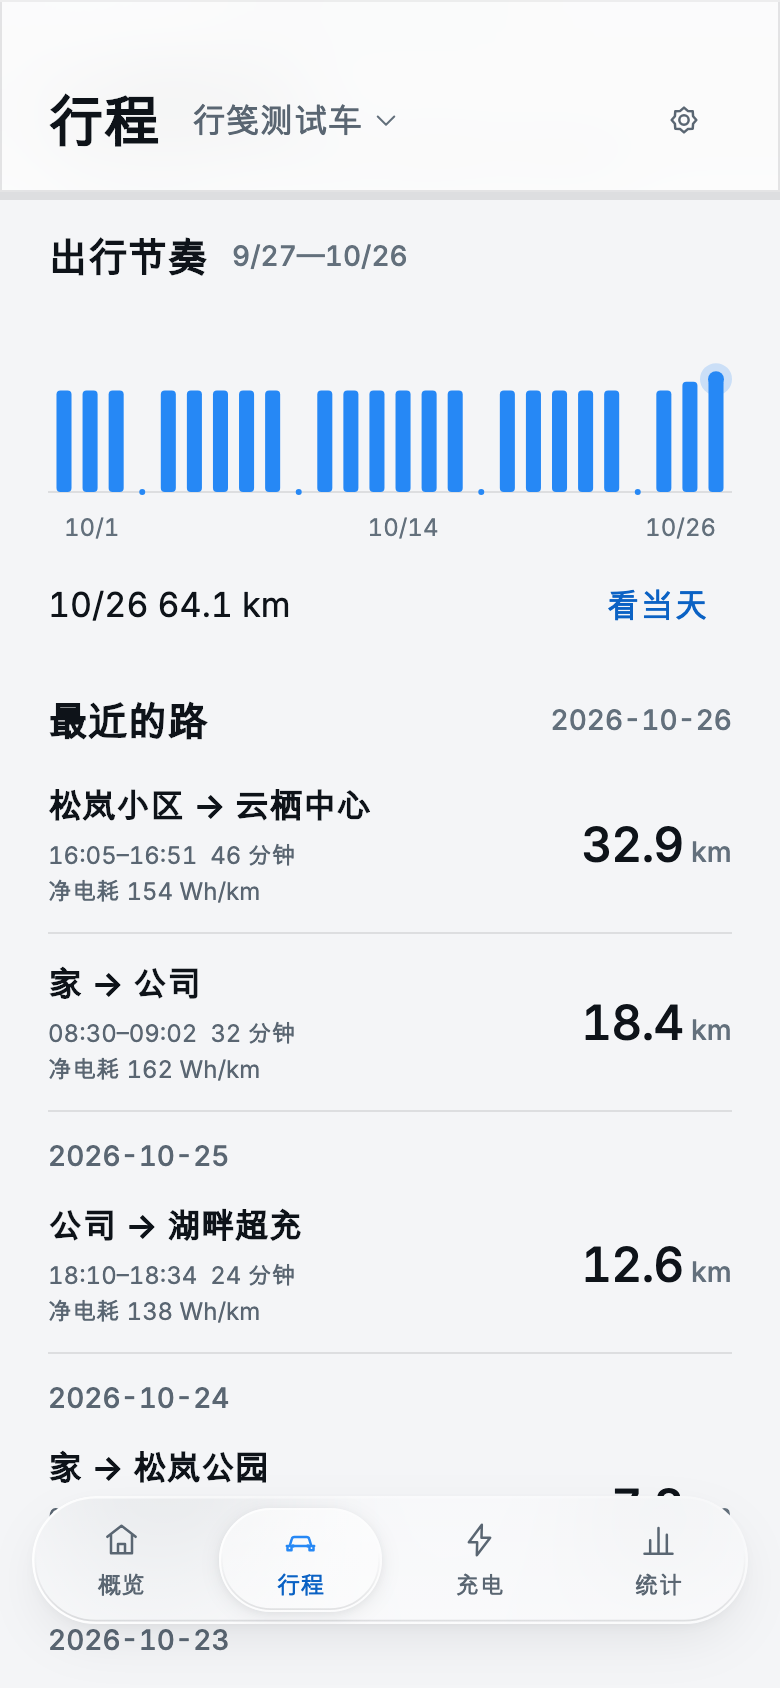 行程 行笺测试车
出行节奏 9/27—10/26
10/1 10/14 10/26
10/26 64.1 km 看当天
最近的路 2026-10-26
松岚小区 → 云栖中心
32.9 km
16:05–16:51 46 分钟
净电耗 154 Wh/km
家 → 公司
18.4 km
08:30–09:02 32 分钟
净电耗 162 Wh/km
2026-10-25
公司 → 湖畔超充
12.6 km
18:10–18:34 24 分钟
净电耗 138 Wh/km
2026-10-24
家 → 松岚公园
概览 行程 充电 统计
2026-10-23